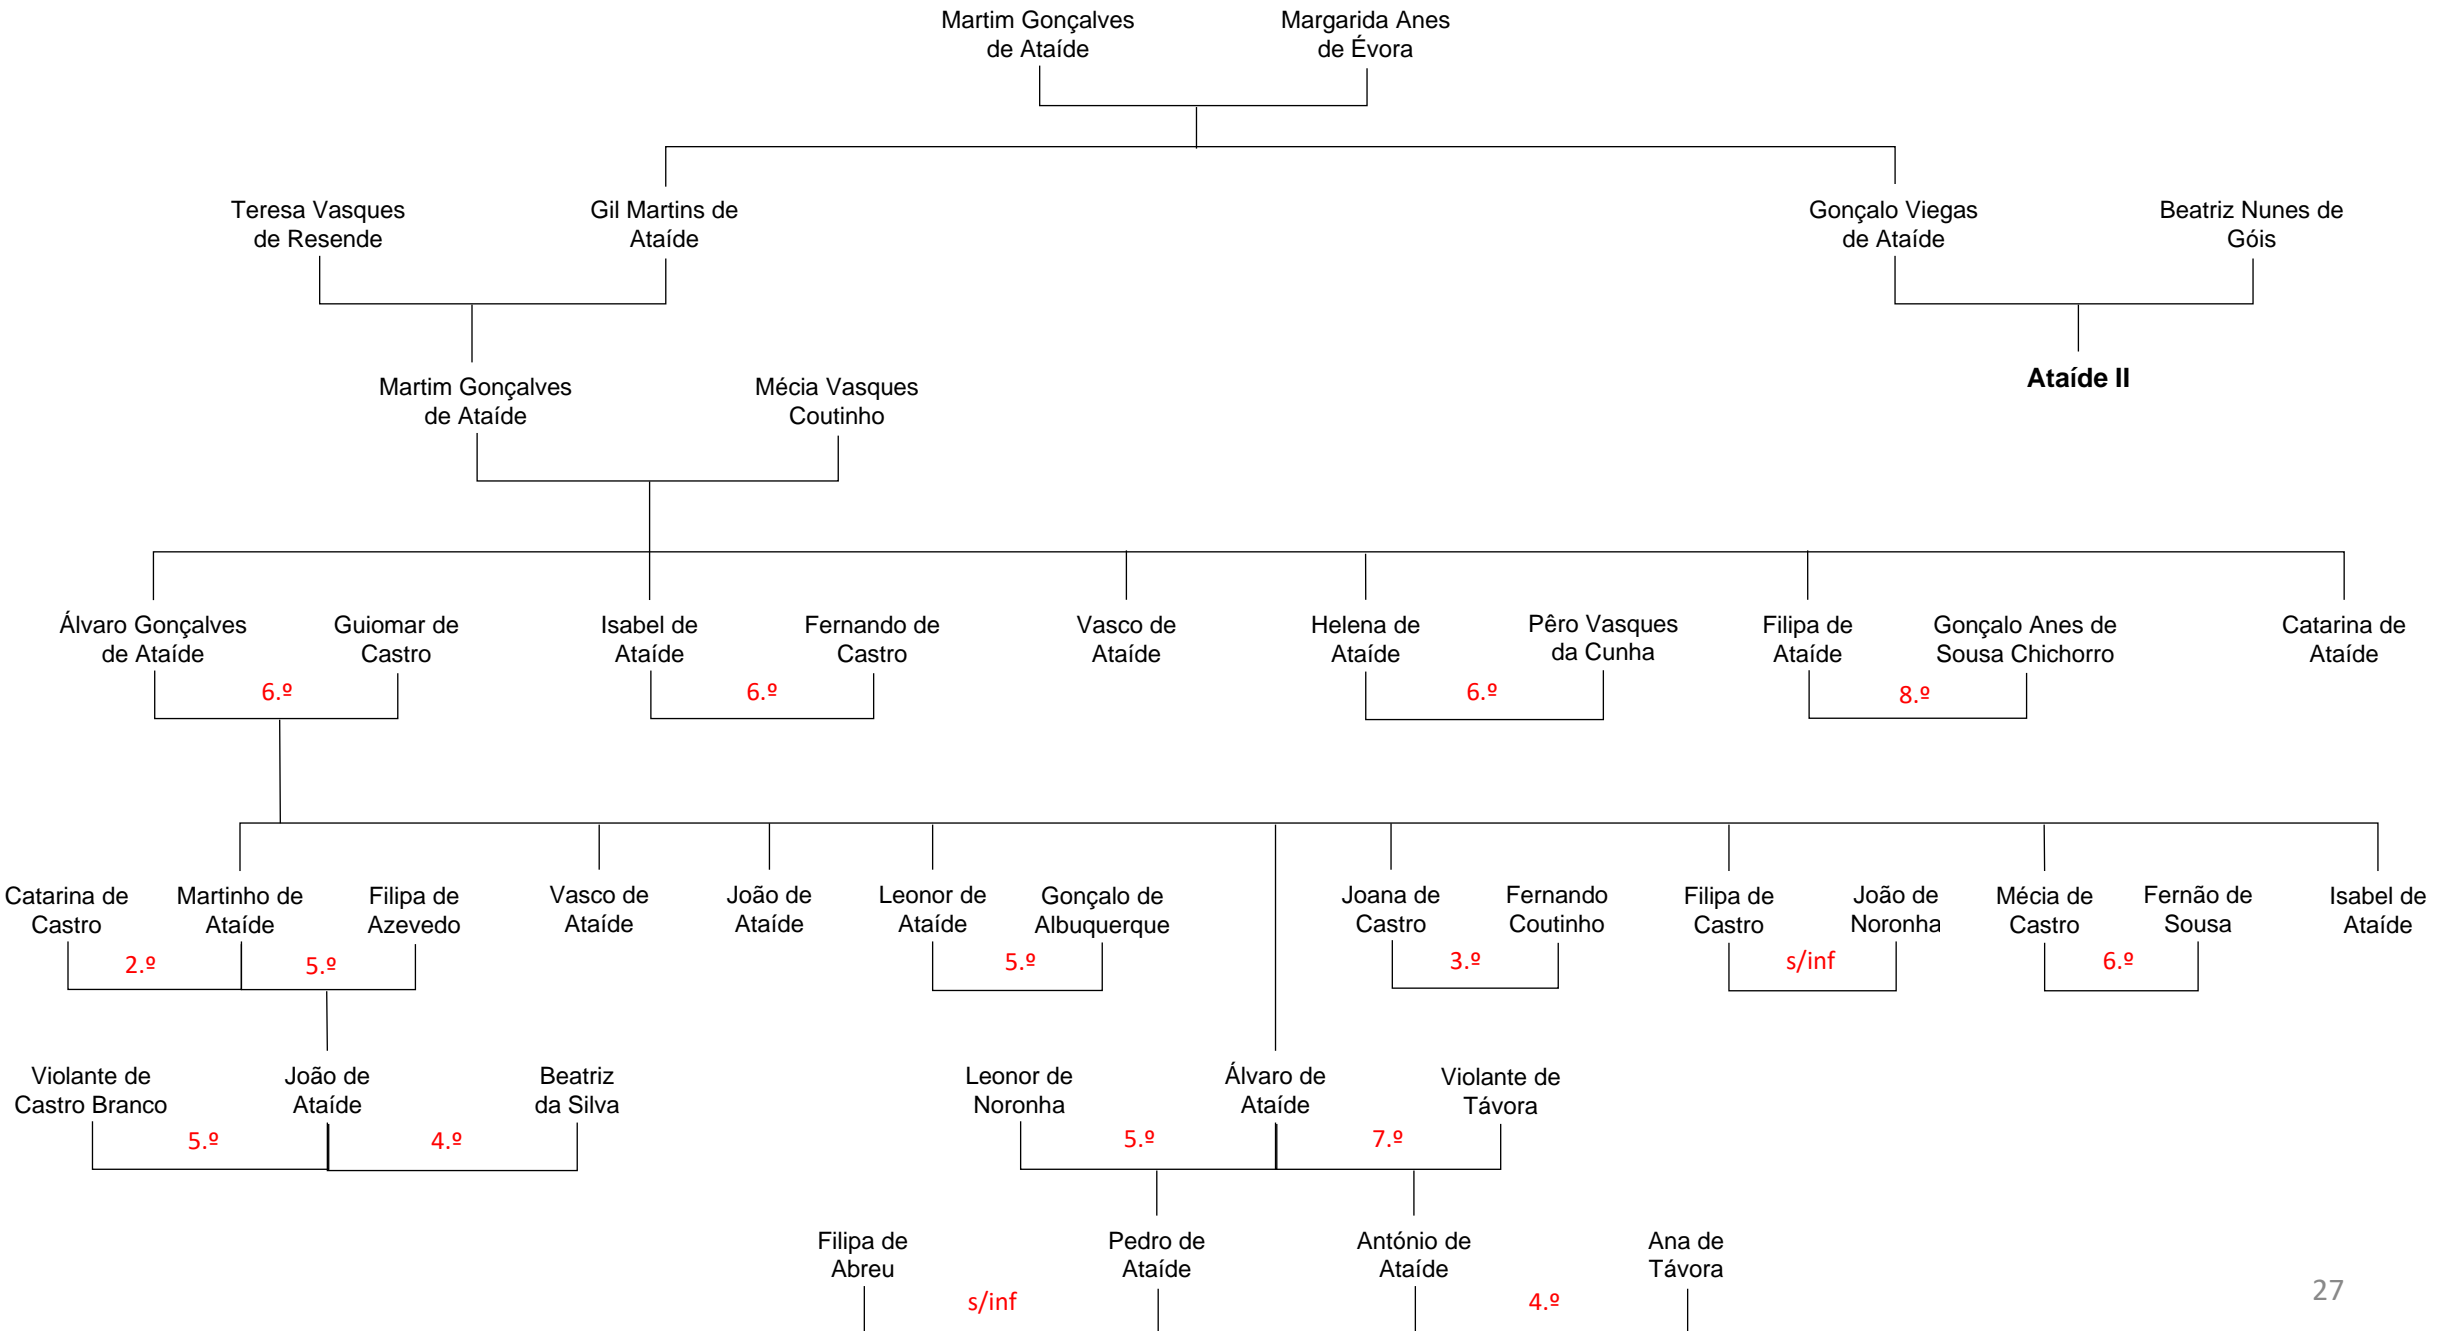 Martim Gonçalves
de Ataíde
Margarida Anes
de Évora
Teresa Vasques
de Resende
Gil Martins de
Ataíde
Gonçalo Viegas
de Ataíde
Beatriz Nunes de
Góis
Martim Gonçalves
de Ataíde
Mécia Vasques
Coutinho
Ataíde II
Álvaro Gonçalves
de Ataíde
Guiomar de
Castro
Isabel de
Ataíde
Fernando de
Castro
Vasco de
Ataíde
Helena de
Ataíde
Pêro Vasques
da Cunha
Filipa de
Ataíde
Gonçalo Anes de
Sousa Chichorro
Catarina de
Ataíde
6.º
6.º
6.º
8.º
Catarina de
Castro
Martinho de
Ataíde
Filipa de
Azevedo
Vasco de
Ataíde
João de
Ataíde
Leonor de
Ataíde
Gonçalo de
Albuquerque
Joana de
Castro
Fernando
Coutinho
Filipa de
Castro
João de
Noronha
Mécia de
Castro
Fernão de
Sousa
Isabel de
Ataíde
2.º
5.º
5.º
3.º
s/inf
6.º
Violante de
Castro Branco
João de
Ataíde
Beatriz
da Silva
Leonor de
Noronha
Álvaro de
Ataíde
Violante de
Távora
5.º
4.º
5.º
7.º
Filipa de
Abreu
Pedro de
Ataíde
António de
Ataíde
Ana de
Távora
s/inf
4.º
27